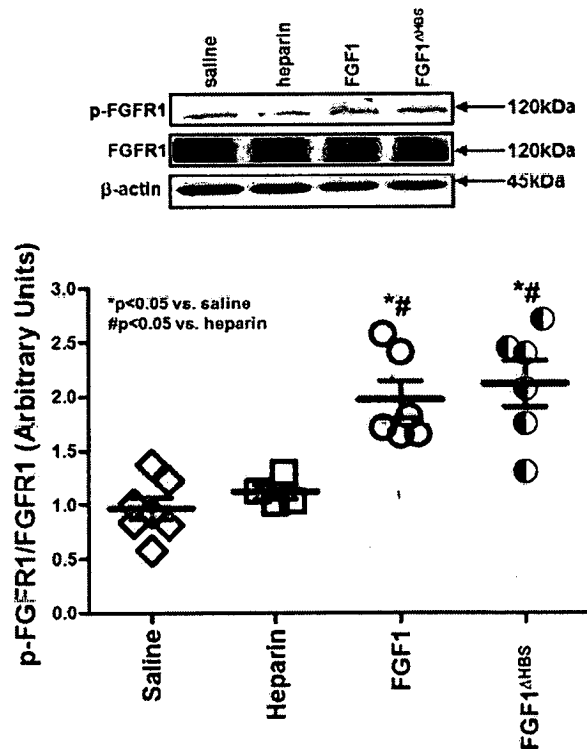 saline heparin FGF1 FGF1ΔHBS
p-FGFR1 120kDa
FGFR1 120kDa
β-actin 45kDa
p-FGFR1/FGFR1 (Arbitrary Units)
3.0
2.5
2.0
1.5
1.0
0.5
0.0
*p<0.05 vs. saline
#p<0.05 vs. heparin
*#
*#
Saline
Heparin
FGF1
FGF1ΔHBS